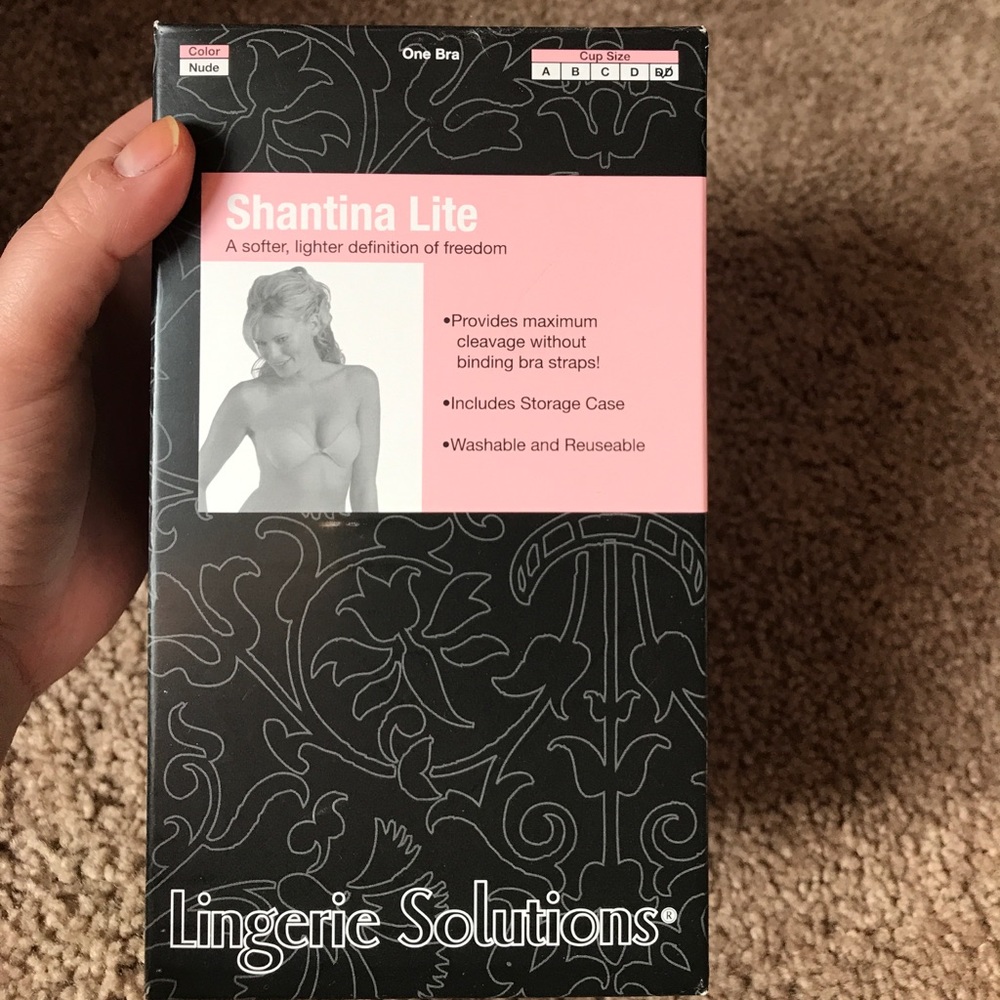 Color
Nude
One Bra
Cup Size
A B C D DD
Shantina Lite
A softer, lighter definition of freedom
•Provides maximum
cleavage without
binding bra straps!
•Includes Storage Case
•Washable and Reuseable
Lingerie Solutions®